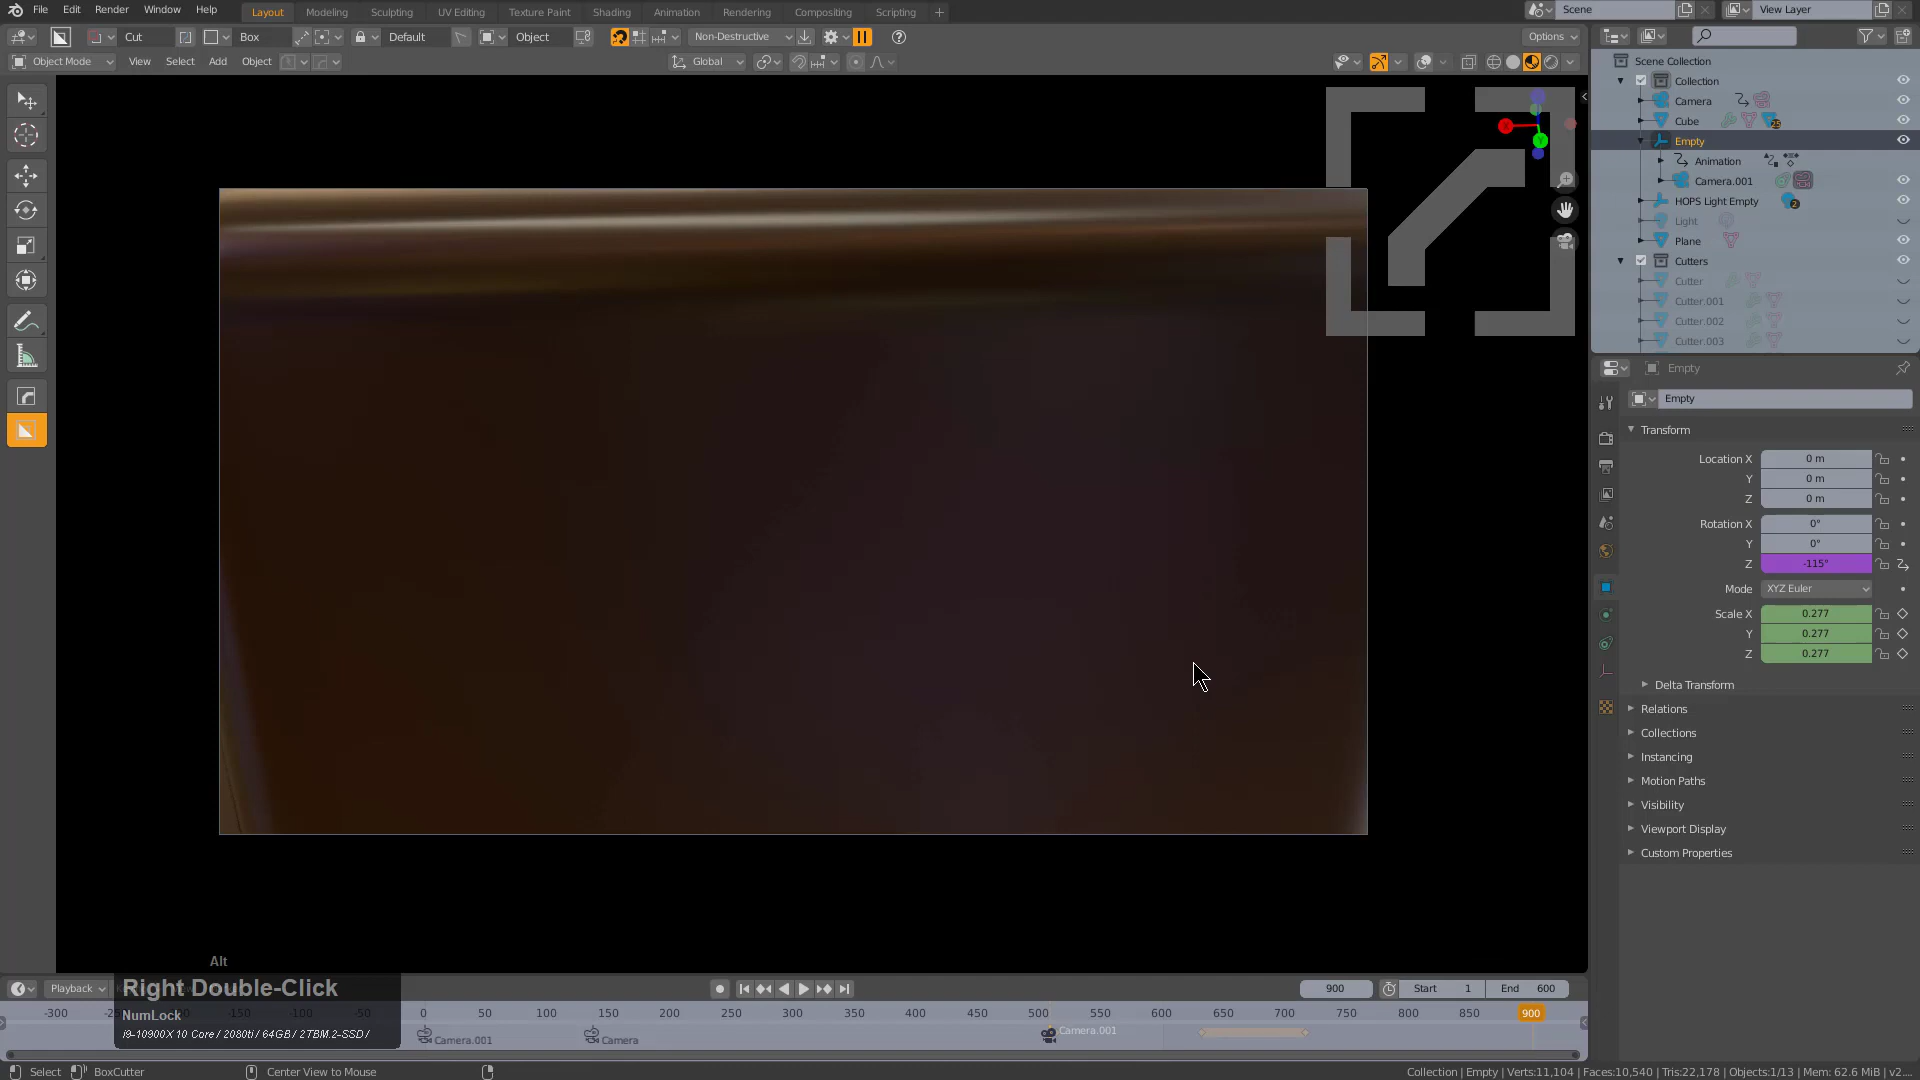 File Edit Render Window Help
Layout Modeling Sculpting UV Editing Texture Paint Shading Animation Rendering Compositing Scripting +
Scene View Layer
Cut Box Default Object Non-Destructive Options
Object Mode View Select Add Object Global
Scene Collection
Collection
Camera
Cube
Empty
Animation
Camera.001
HOPS Light Empty
Light
Plane
Cutters
Cutter
Cutter.001
Cutter.002
Cutter.003
Empty
Empty
Transform
Location X 0 m
Y 0 m
Z 0 m
Rotation X 0°
Y 0°
Z -115°
Mode XYZ Euler
Scale X 0.277
Y 0.277
Z 0.277
Delta Transform
Relations
Collections
Instancing
Motion Paths
Visibility
Viewport Display
Custom Properties
Alt
Right Double-Click
NumLock
i9-10900X 10 Core / 2080ti / 64GB / 2TBM.2-SSD /
Playback 900 Start 1 End 600
-300 -150 -100 -50 0 50 100 150 200 250 300 350 400 450 500 550 600 650 700 750 800 850 900
Camera.001 Camera Camera.001
Select BoxCutter Center View to Mouse
Collection | Empty | Verts:11,104 | Faces:10,540 | Tris:22,178 | Objects:1/13 | Mem: 62.6 MiB | v2....